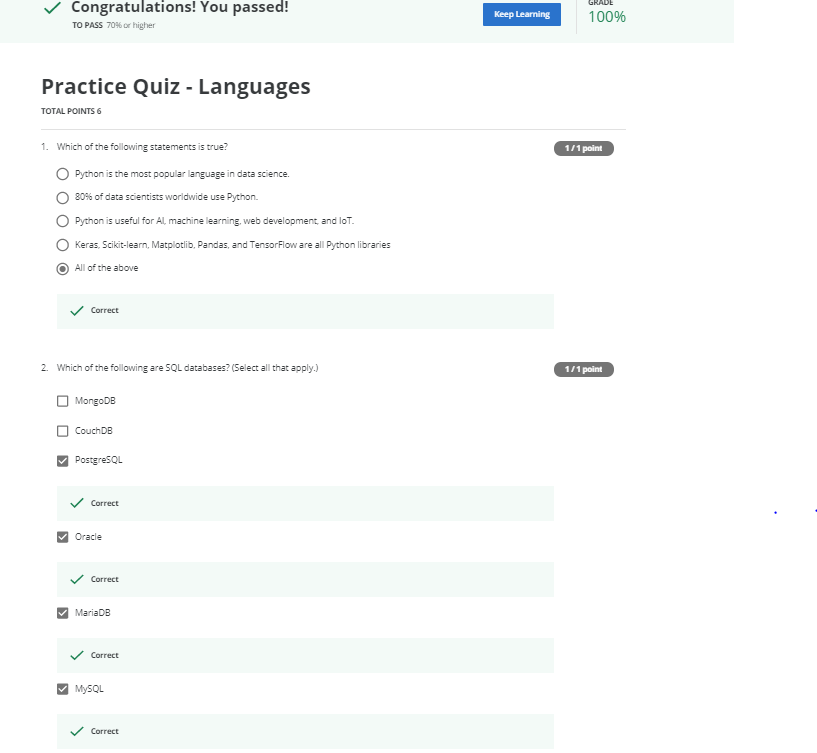 Congratulations! You passed!
TO PASS 70% or higher
Keep Learning
GRADE
100%
Practice Quiz - Languages
TOTAL POINTS 6
1. Which of the following statements is true?
1 / 1 point
Python is the most popular language in data science.
80% of data scientists worldwide use Python.
Python is useful for AI, machine learning, web development, and IoT.
Keras, Scikit-learn, Matplotlib, Pandas, and TensorFlow are all Python libraries
All of the above
Correct
2. Which of the following are SQL databases? (Select all that apply.)
1 / 1 point
MongoDB
CouchDB
PostgreSQL
Correct
Oracle
Correct
MariaDB
Correct
MySQL
Correct